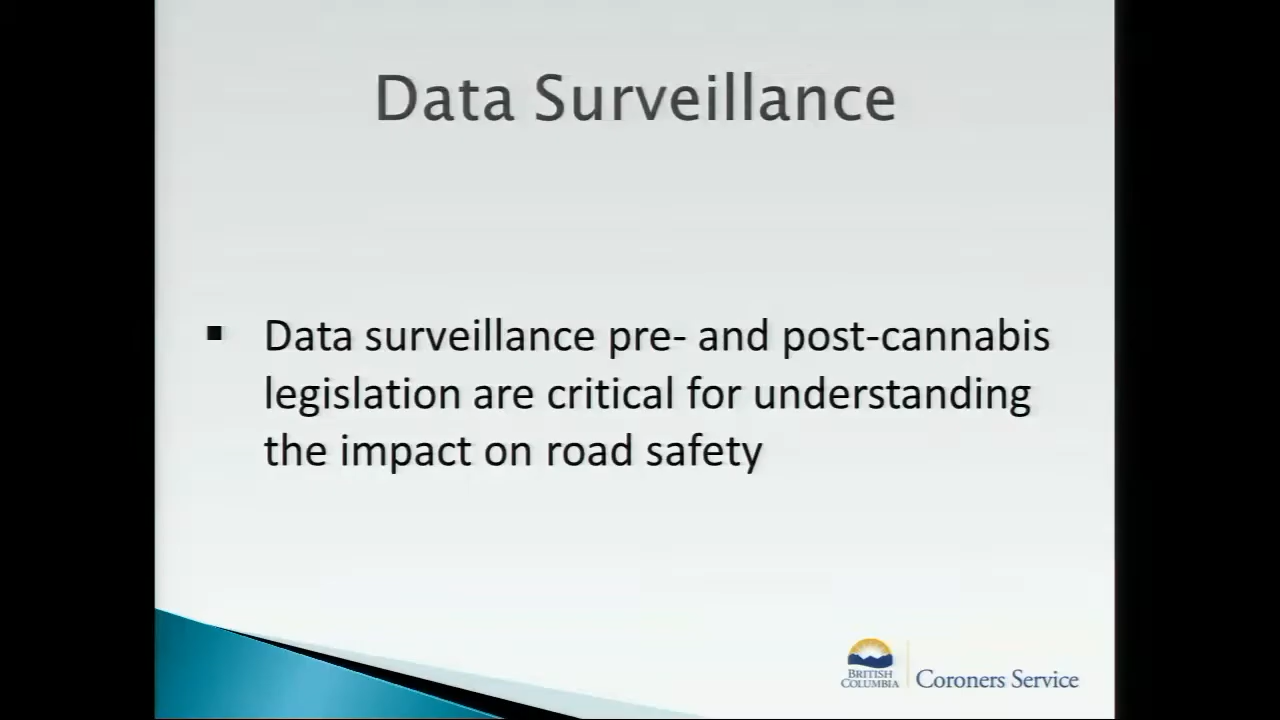 Data Surveillance
▪ Data surveillance pre- and post-cannabis
legislation are critical for understanding
the impact on road safety
BRITISH
COLUMBIA
Coroners Service